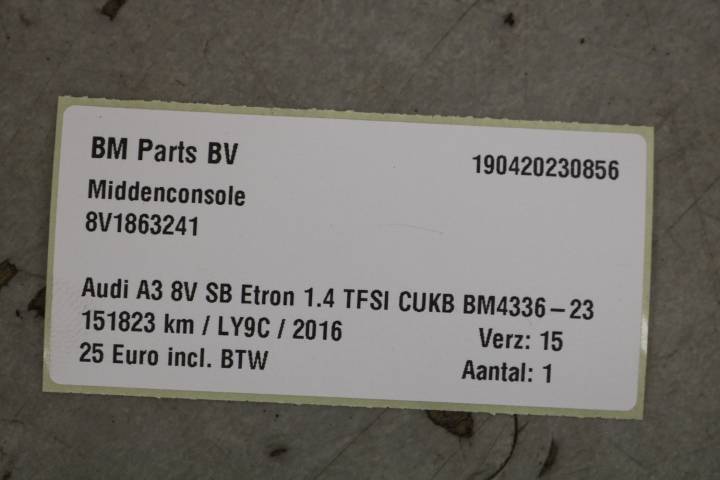 BM Parts BV
190420230856
Middenconsole
8V1863241
Audi A3 8V SB Etron 1.4 TFSI CUKB BM4336-23
151823 km / LY9C / 2016
Verz: 15
25 Euro incl. BTW
Aantal: 1